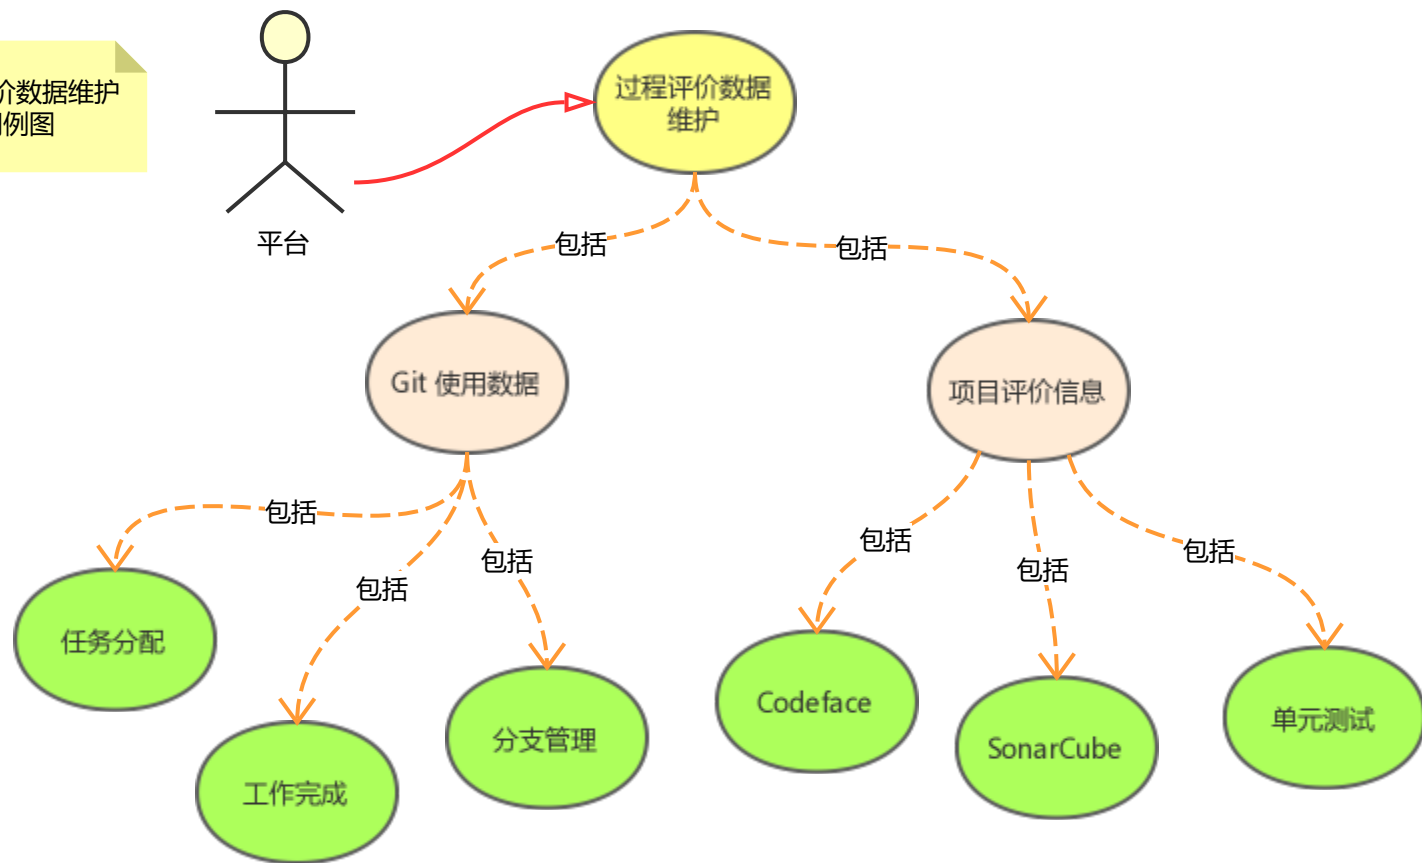 价数据维护
例图
平台
过程评价数据
维护
包括
包括
Git 使用数据
项目评价信息
包括
包括
包括
包括
包括
包括
任务分配
工作完成
分支管理
Codeface
SonarCube
单元测试